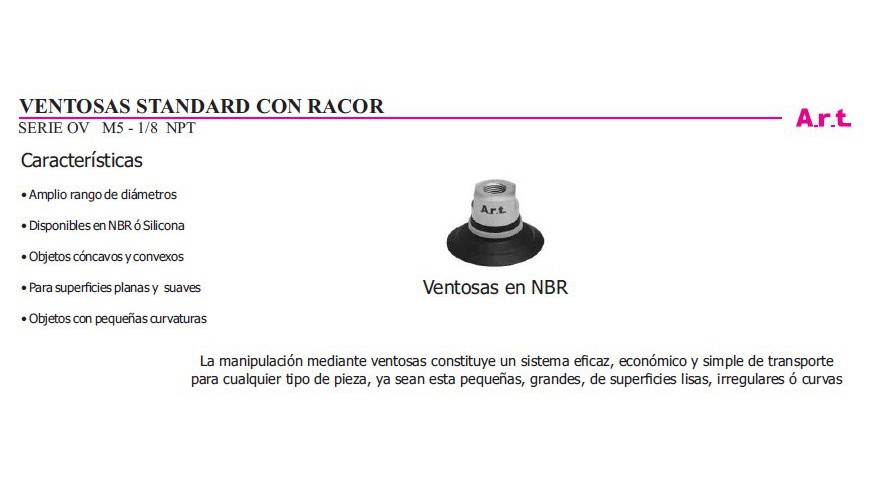 VENTOSAS STANDARD CON RACOR
SERIE OV M5 - 1/8 NPT
A.r.t.
Características
• Amplio rango de diámetros
• Disponibles en NBR ó Silicona
• Objetos cóncavos y convexos
• Para superficies planas y suaves
• Objetos con pequeñas curvaturas
A.r.t.
Ventosas en NBR
La manipulación mediante ventosas constituye un sistema eficaz, económico y simple de transporte
para cualquier tipo de pieza, ya sean esta pequeñas, grandes, de superficies lisas, irregulares ó curvas